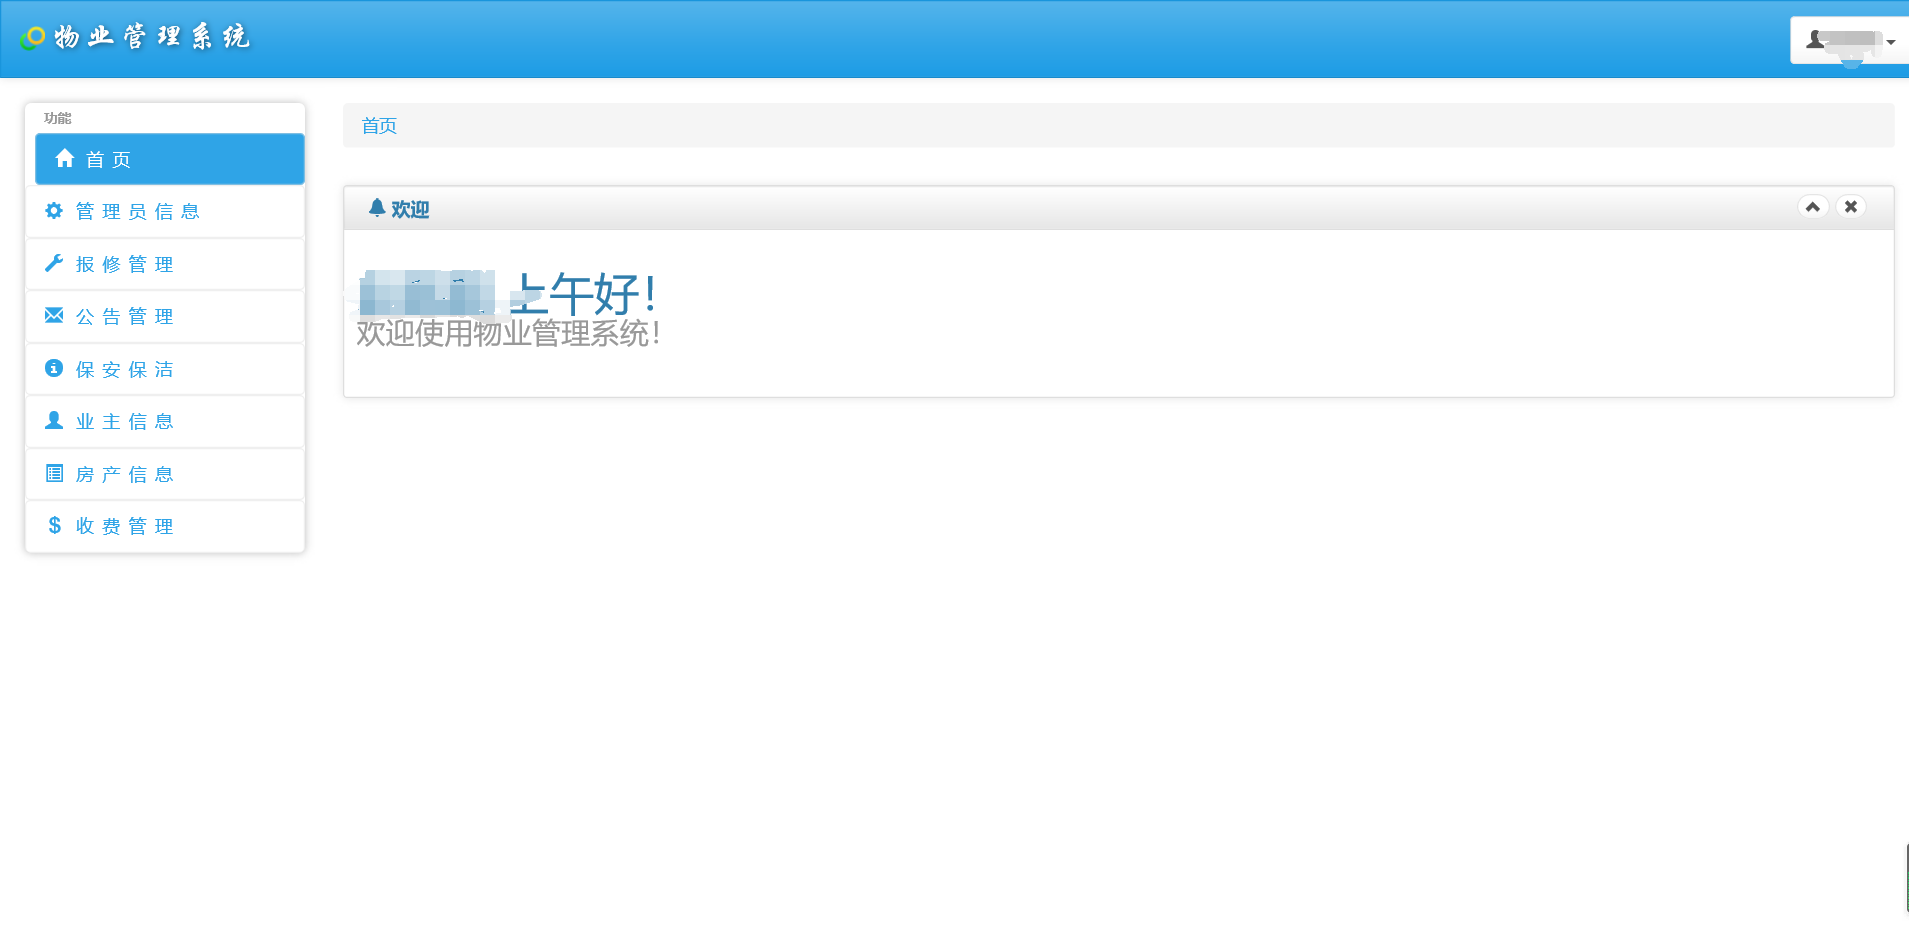 物业管理系统
功能
首页
管理员信息
报修管理
公告管理
保安保洁
业主信息
房产信息
收费管理
首页
欢迎
上午好！
欢迎使用物业管理系统！